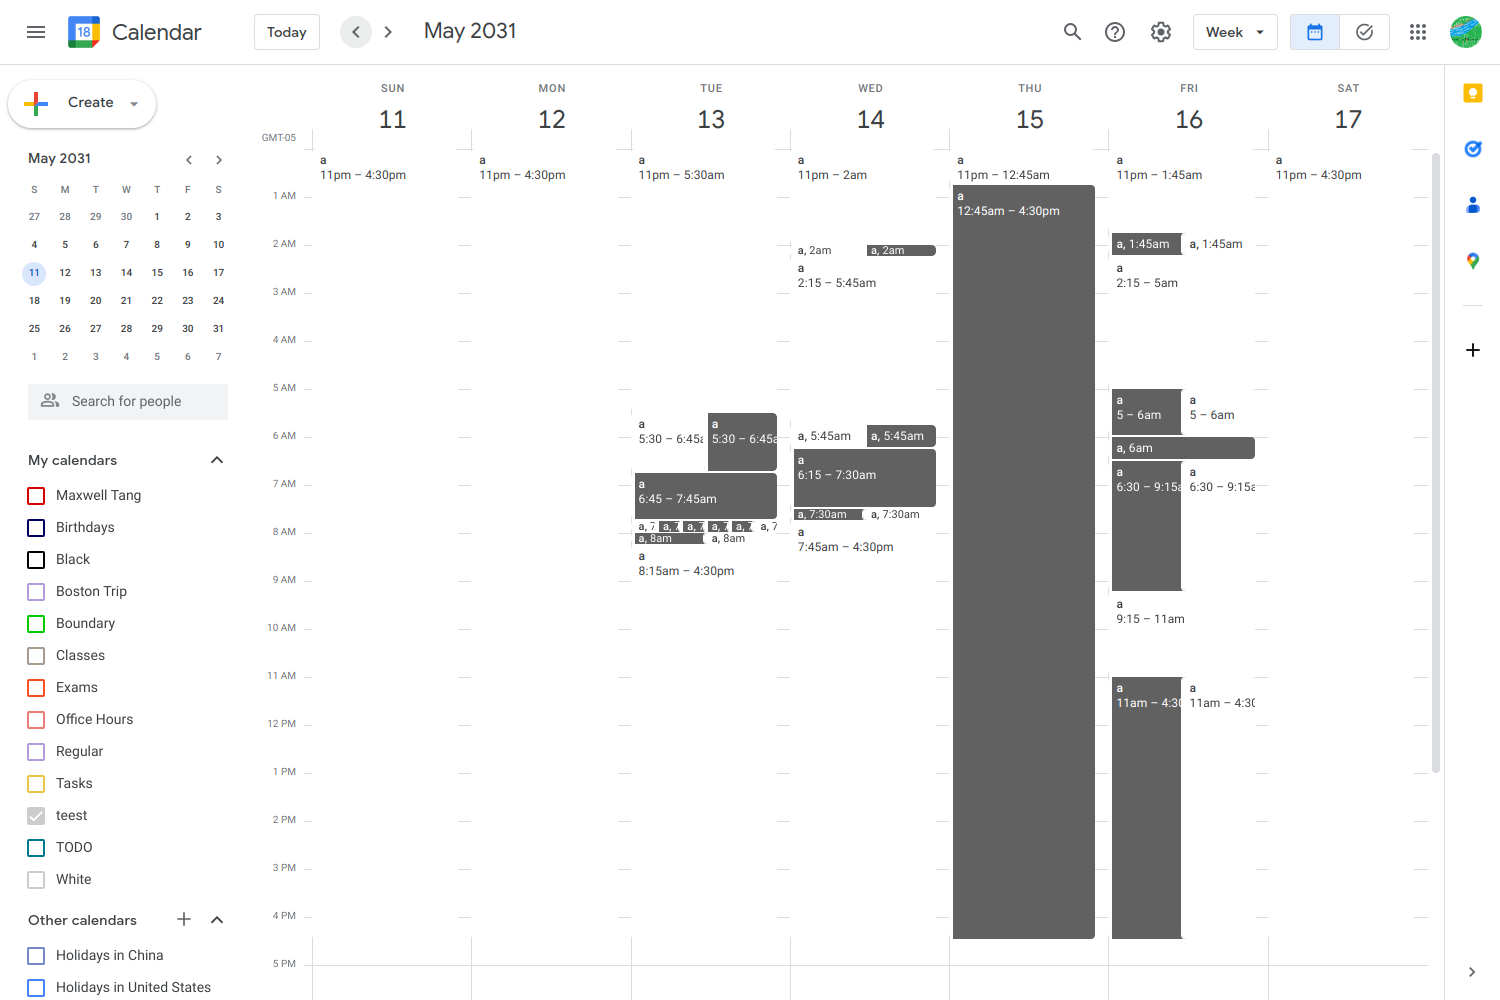 18 Calendar Today May 2031 Week
Create
SUN MON TUE WED THU FRI SAT
11 12 13 14 15 16 17
GMT-05
May 2031
S M T W T F S
27 28 29 30 1 2 3
4 5 6 7 8 9 10
11 12 13 14 15 16 17
18 19 20 21 22 23 24
25 26 27 28 29 30 31
1 2 3 4 5 6 7
Search for people
My calendars
Maxwell Tang
Birthdays
Black
Boston Trip
Boundary
Classes
Exams
Office Hours
Regular
Tasks
teest
TODO
White
Other calendars
Holidays in China
Holidays in United States
1 AM
2 AM
3 AM
4 AM
5 AM
6 AM
7 AM
8 AM
9 AM
10 AM
11 AM
12 PM
1 PM
2 PM
3 PM
4 PM
5 PM
a
11pm – 4:30pm
a
11pm – 4:30pm
a
11pm – 5:30am
a
5:30 – 6:45a
a
5:30 – 6:45a
a
6:45 – 7:45am
a, 7
a, 7
a, 7
a, 7
a, 7
a, 7
a, 8am
a, 8am
a
8:15am – 4:30pm
a
11pm – 2am
a, 2am
a, 2am
a
2:15 – 5:45am
a, 5:45am
a, 5:45am
a
6:15 – 7:30am
a, 7:30am
a, 7:30am
a
7:45am – 4:30pm
a
11pm – 12:45am
a
12:45am – 4:30pm
a
11pm – 1:45am
a, 1:45am
a, 1:45am
a
2:15 – 5am
a
5 – 6am
a
5 – 6am
a, 6am
a
6:30 – 9:15a
a
6:30 – 9:15a
a
9:15 – 11am
a
11am – 4:30
a
11am – 4:30
a
11pm – 4:30pm